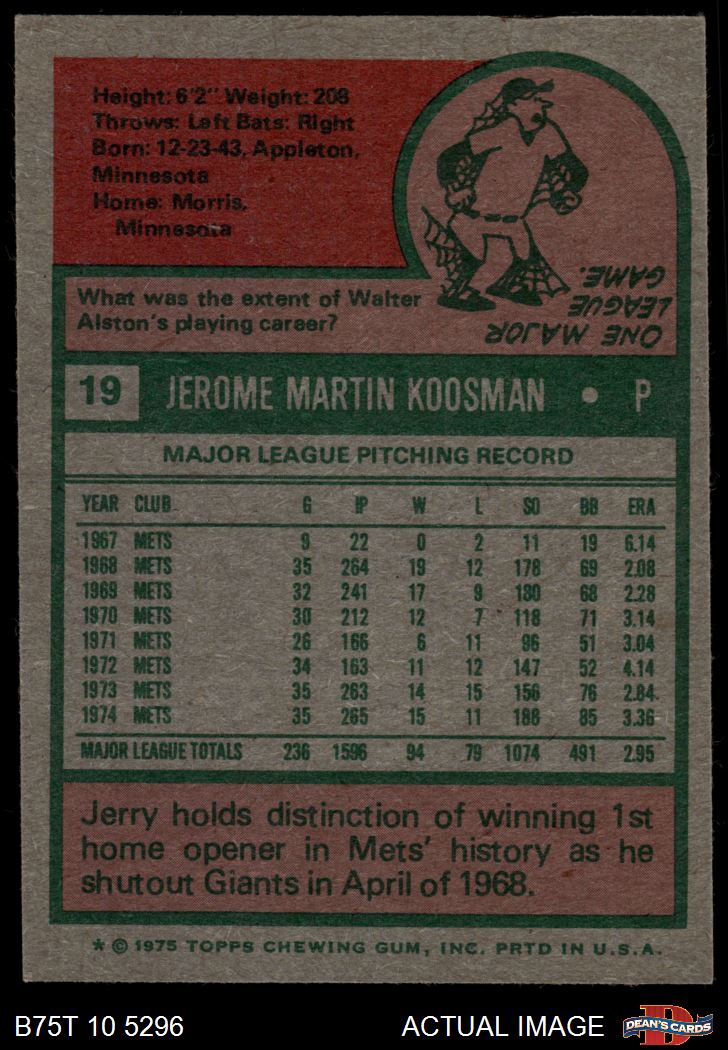 Height: 6'2" Weight: 208
Throws: Left Bats: Right
Born: 12-23-43, Appleton,
Minnesota
Home: Morris,
Minnesota
What was the extent of Walter
Alston's playing career?
ONE MAJOR
LEAGUE
GAME.
19 JEROME MARTIN KOOSMAN • P
MAJOR LEAGUE PITCHING RECORD
YEAR CLUB G IP W L SO BB ERA
1967 METS 9 22 0 2 11 19 6.14
1968 METS 35 264 19 12 178 69 2.08
1969 METS 32 241 17 9 180 68 2.28
1970 METS 30 212 12 7 118 71 3.14
1971 METS 26 166 6 11 96 51 3.04
1972 METS 34 163 11 12 147 52 4.14
1973 METS 35 263 14 15 156 76 2.84
1974 METS 35 265 15 11 188 85 3.36
MAJOR LEAGUE TOTALS 236 1596 94 79 1074 491 2.95
Jerry holds distinction of winning 1st
home opener in Mets' history as he
shutout Giants in April of 1968.
* © 1975 TOPPS CHEWING GUM, INC. PRTD IN U.S.A.
B75T 10 5296 ACTUAL IMAGE
D
DEAN'S CARDS